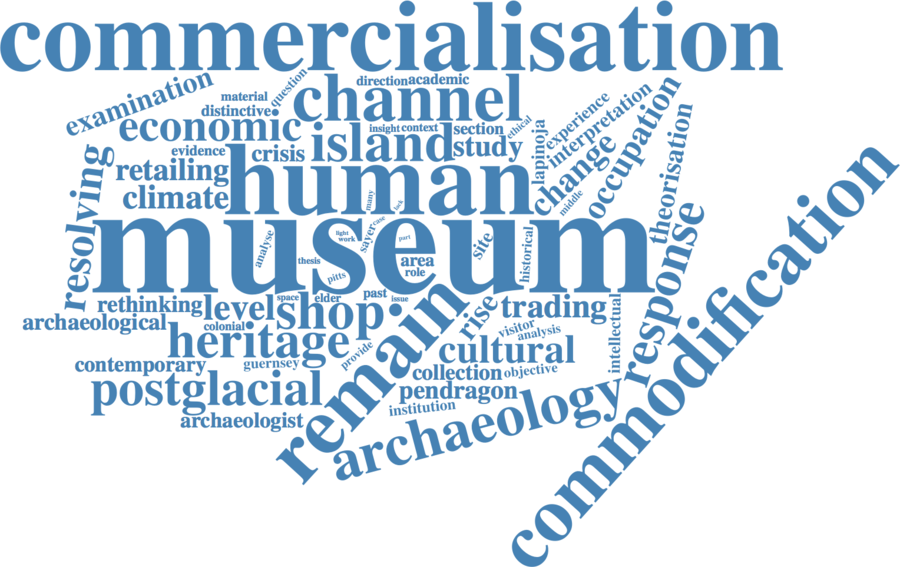 commercialisation
examination
material
question
direction
academic
distinctive
channel
economic
insight
context
section
ethical
experience
interpretation
occupation
evidence
crisis
island
study
lapinoja
change
theorisation
retailing
climate
human
many
lack
middle
resolving
museum
analyse
light
work
sayer
case
part
site
historical
thesis
pitts
area
role
response
commodification
rethinking
level
space
elder
past
issue
shop
remain
rise
trading
intellectual
archaeological
colonial
heritage
visitor
analysis
contemporary
guernsey
provide
cultural
collection
objective
postglacial
pendragon
archaeologist
institution
archaeology